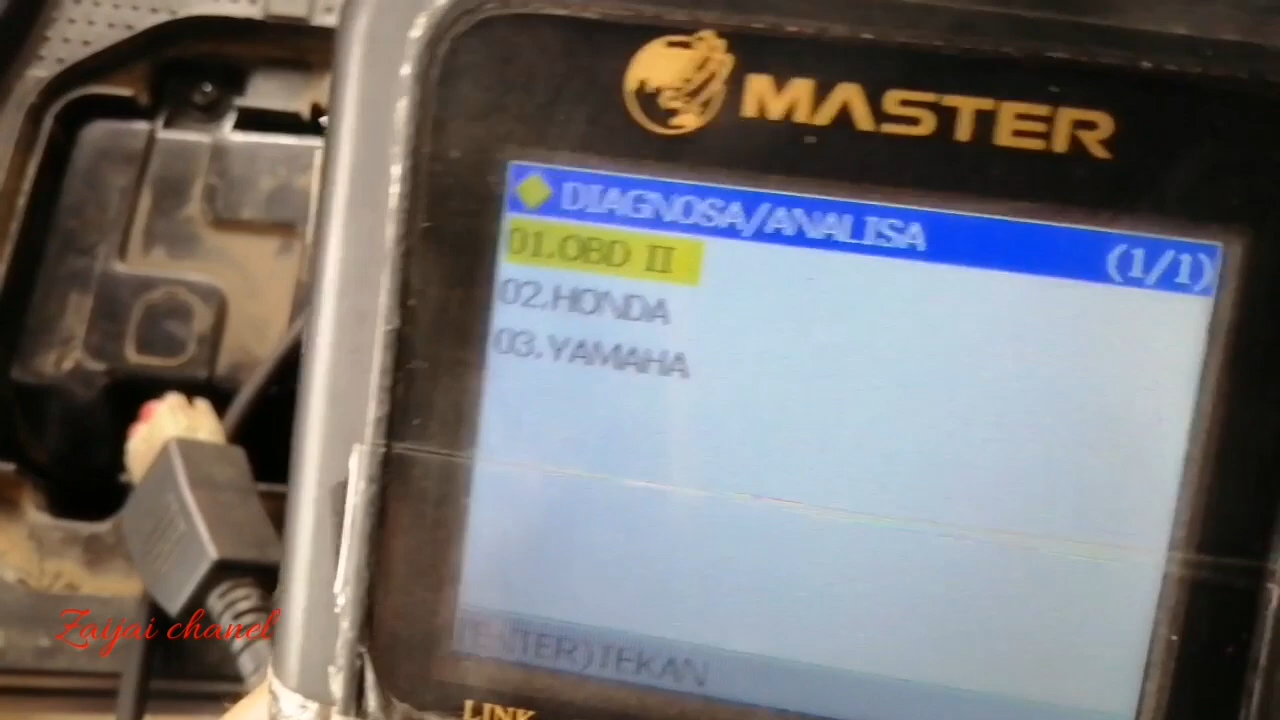 MASTER
DIAGNOSA/ANALISA (1/1)
01.OBD II
02.HONDA
03.YAMAHA
(ENTER)TEKAN
LINK
Zaijai chanel